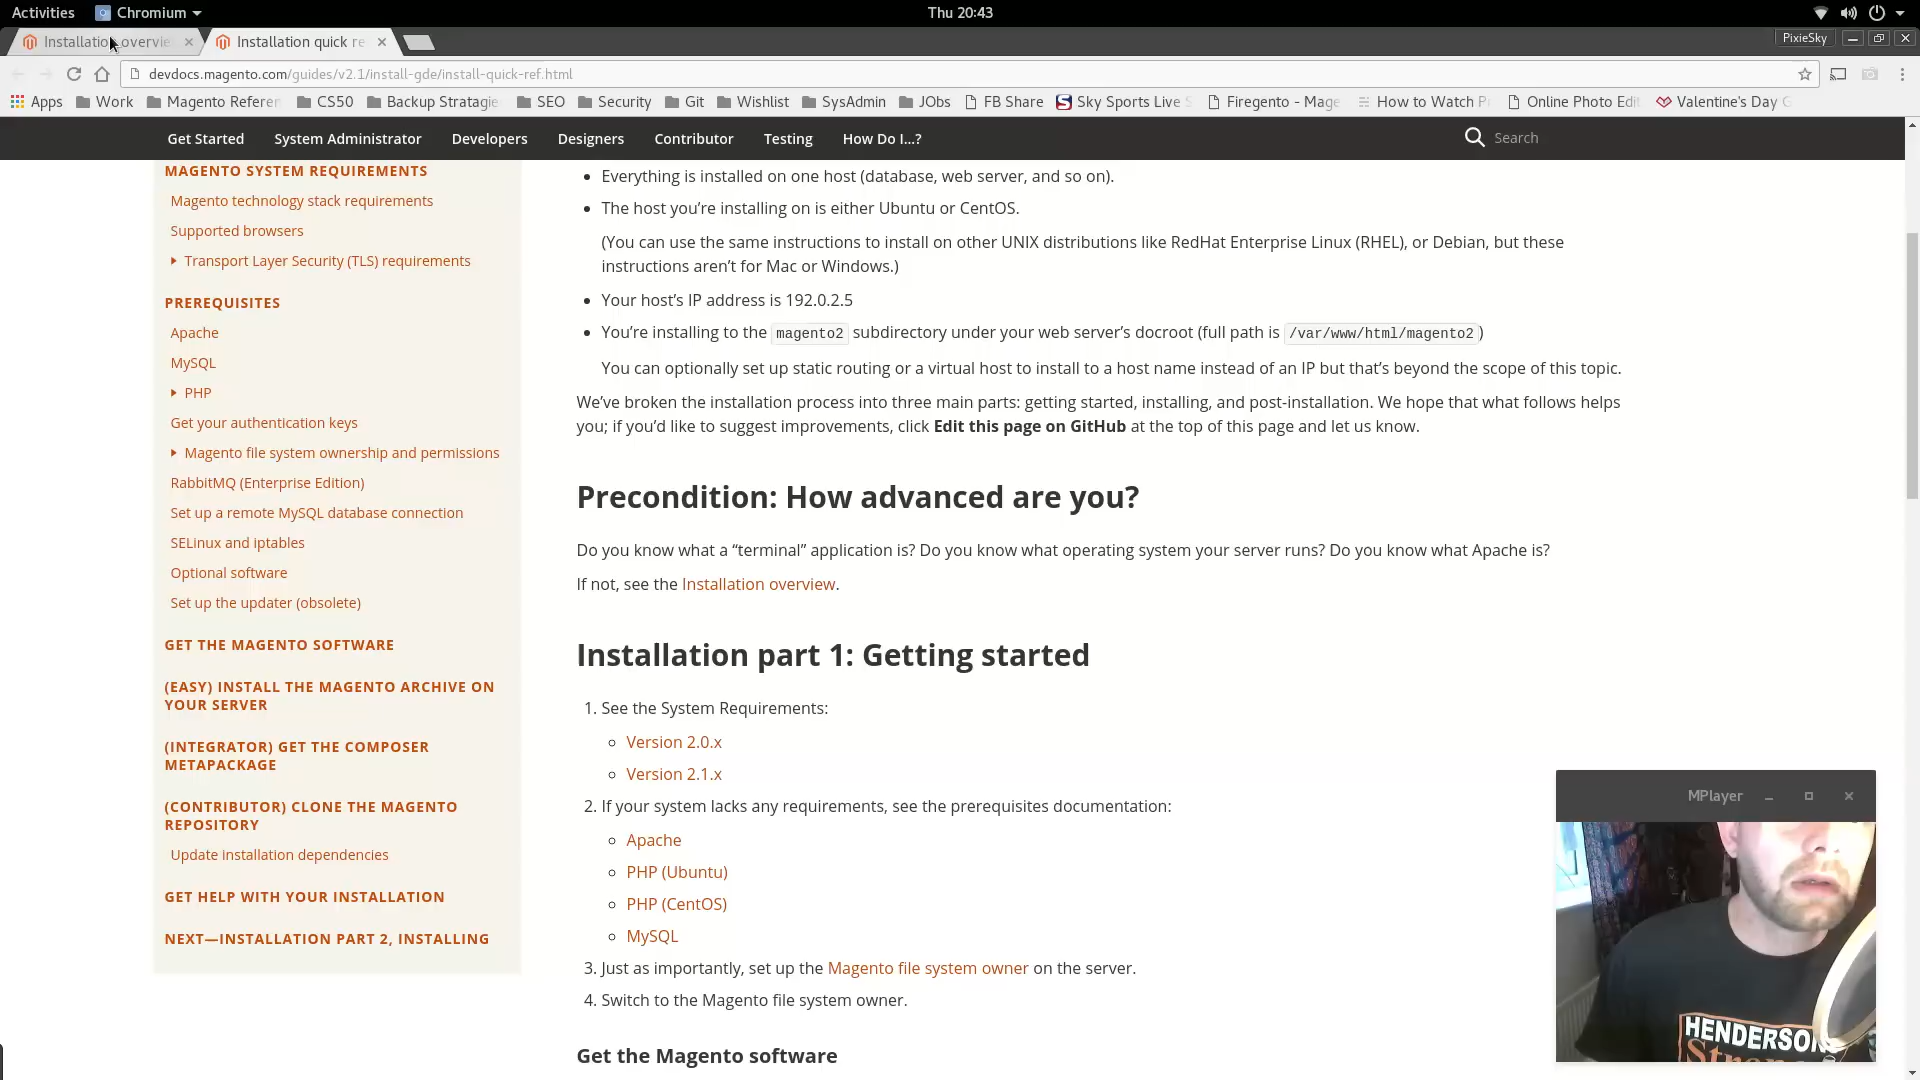 Activities Chromium Thu 20:43
Installation overvie Installation quick re PixieSky
devdocs.magento.com/guides/v2.1/install-gde/install-quick-ref.html
Apps Work Magento Referen CS50 Backup Stratagie SEO Security Git Wishlist SysAdmin JObs FB Share Sky Sports Live S Firegento - Mage How to Watch P Online Photo Edit Valentine's Day G
Get Started System Administrator Developers Designers Contributor Testing How Do I...? Search
MAGENTO SYSTEM REQUIREMENTS
Magento technology stack requirements
Supported browsers
Transport Layer Security (TLS) requirements
PREREQUISITES
Apache
MySQL
PHP
Get your authentication keys
Magento file system ownership and permissions
RabbitMQ (Enterprise Edition)
Set up a remote MySQL database connection
SELinux and iptables
Optional software
Set up the updater (obsolete)
GET THE MAGENTO SOFTWARE
(EASY) INSTALL THE MAGENTO ARCHIVE ON
YOUR SERVER
(INTEGRATOR) GET THE COMPOSER
METAPACKAGE
(CONTRIBUTOR) CLONE THE MAGENTO
REPOSITORY
Update installation dependencies
GET HELP WITH YOUR INSTALLATION
NEXT—INSTALLATION PART 2, INSTALLING
• Everything is installed on one host (database, web server, and so on).
• The host you’re installing on is either Ubuntu or CentOS.
(You can use the same instructions to install on other UNIX distributions like RedHat Enterprise Linux (RHEL), or Debian, but these
instructions aren’t for Mac or Windows.)
• Your host’s IP address is 192.0.2.5
• You’re installing to the magento2 subdirectory under your web server’s docroot (full path is /var/www/html/magento2)
You can optionally set up static routing or a virtual host to install to a host name instead of an IP but that’s beyond the scope of this topic.
We’ve broken the installation process into three main parts: getting started, installing, and post-installation. We hope that what follows helps
you; if you’d like to suggest improvements, click Edit this page on GitHub at the top of this page and let us know.
Precondition: How advanced are you?
Do you know what a “terminal” application is? Do you know what operating system your server runs? Do you know what Apache is?
If not, see the Installation overview.
Installation part 1: Getting started
1. See the System Requirements:
Version 2.0.x
Version 2.1.x
2. If your system lacks any requirements, see the prerequisites documentation:
Apache
PHP (Ubuntu)
PHP (CentOS)
MySQL
3. Just as importantly, set up the Magento file system owner on the server.
4. Switch to the Magento file system owner.
Get the Magento software
MPlayer
HENDERSON
Strong